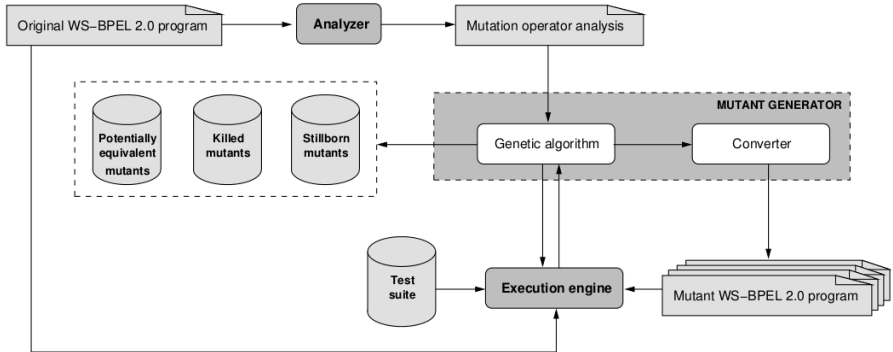 Original WS−BPEL 2.0 program
Analyzer
Mutation operator analysis
MUTANT GENERATOR
Potentially
equivalent
mutants
Killed
mutants
Stillborn
mutants
Genetic algorithm
Converter
Test
suite
Execution engine
Mutant WS−BPEL 2.0 program